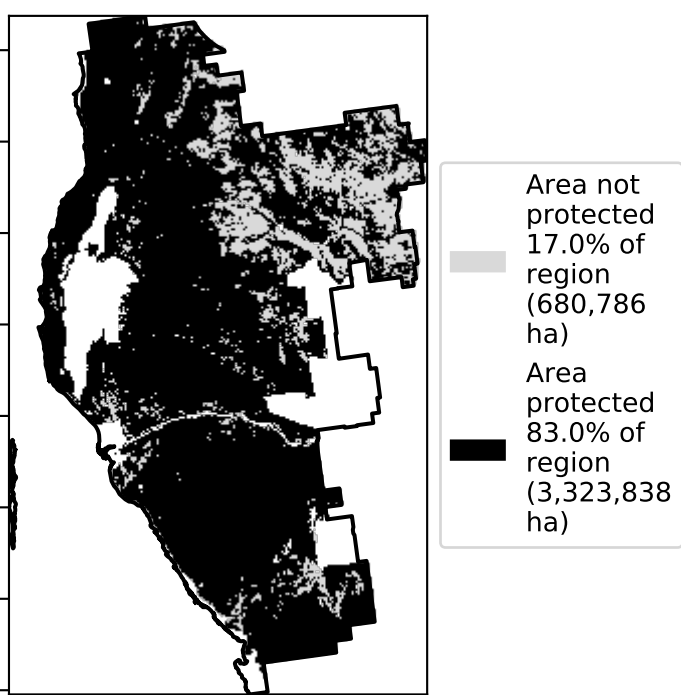 Area not
protected
17.0% of
region
(680,786
ha)
Area
protected
83.0% of
region
(3,323,838
ha)